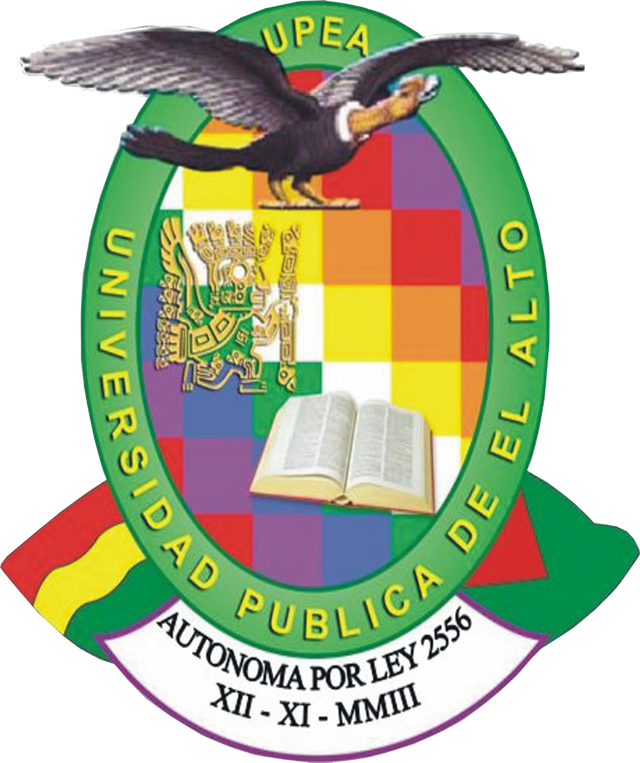 UPEA
UNIVERSIDAD PUBLICA DE EL ALTO
AUTONOMA POR LEY 2556
XII - XI - MMIII